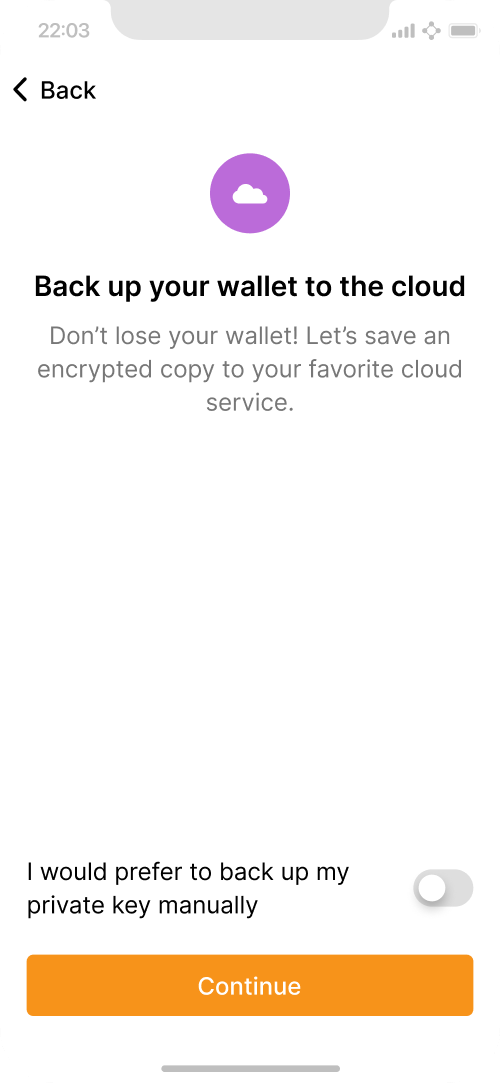 22:03
Back
Back up your wallet to the cloud
Don’t lose your wallet! Let’s save an
encrypted copy to your favorite cloud
service.
I would prefer to back up my
private key manually
Continue